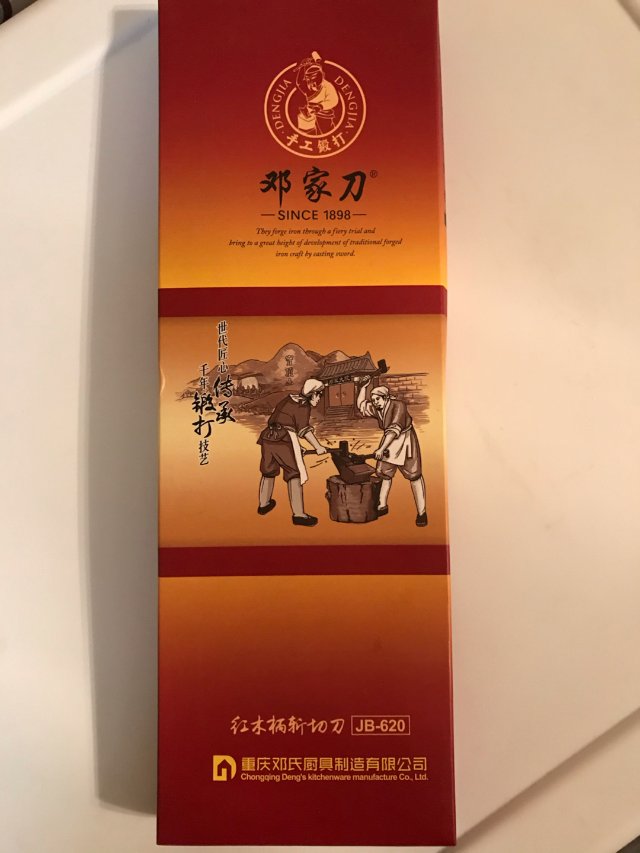 DENGJIA DENGJIA
手工锻打
邓家刀®
SINCE 1898
They forge iron through a fiery trial and
bring to a great height of development of traditional forged
iron craft by casting sword.
世代匠心传承
千年锻打技艺
红木柄斩切刀 JB-620
重庆邓氏厨具制造有限公司
Chongqing Deng's kitchenware manufacture Co., Ltd.